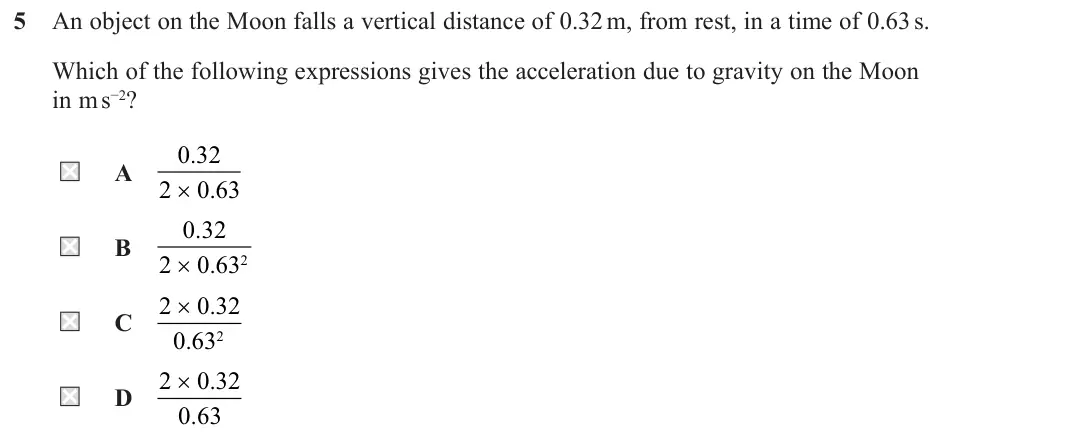 5 An object on the Moon falls a vertical distance of 0.32 m, from rest, in a time of 0.63 s.
Which of the following expressions gives the acceleration due to gravity on the Moon
in m s⁻²?
A
0.32
2 × 0.63
B
0.32
2 × 0.63²
C
2 × 0.32
0.63²
D
2 × 0.32
0.63